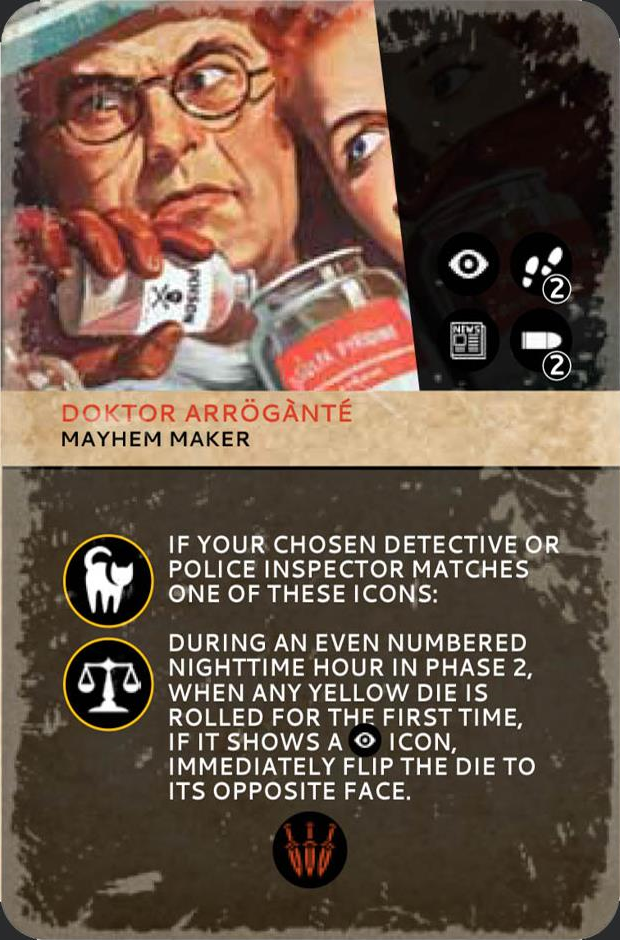 POISON
2
NEWS
2
DOKTOR ARRÖGÀNTÉ
MAYHEM MAKER
IF YOUR CHOSEN DETECTIVE OR
POLICE INSPECTOR MATCHES
ONE OF THESE ICONS:
DURING AN EVEN NUMBERED
NIGHTTIME HOUR IN PHASE 2,
WHEN ANY YELLOW DIE IS
ROLLED FOR THE FIRST TIME,
IF IT SHOWS A ICON,
IMMEDIATELY FLIP THE DIE TO
ITS OPPOSITE FACE.